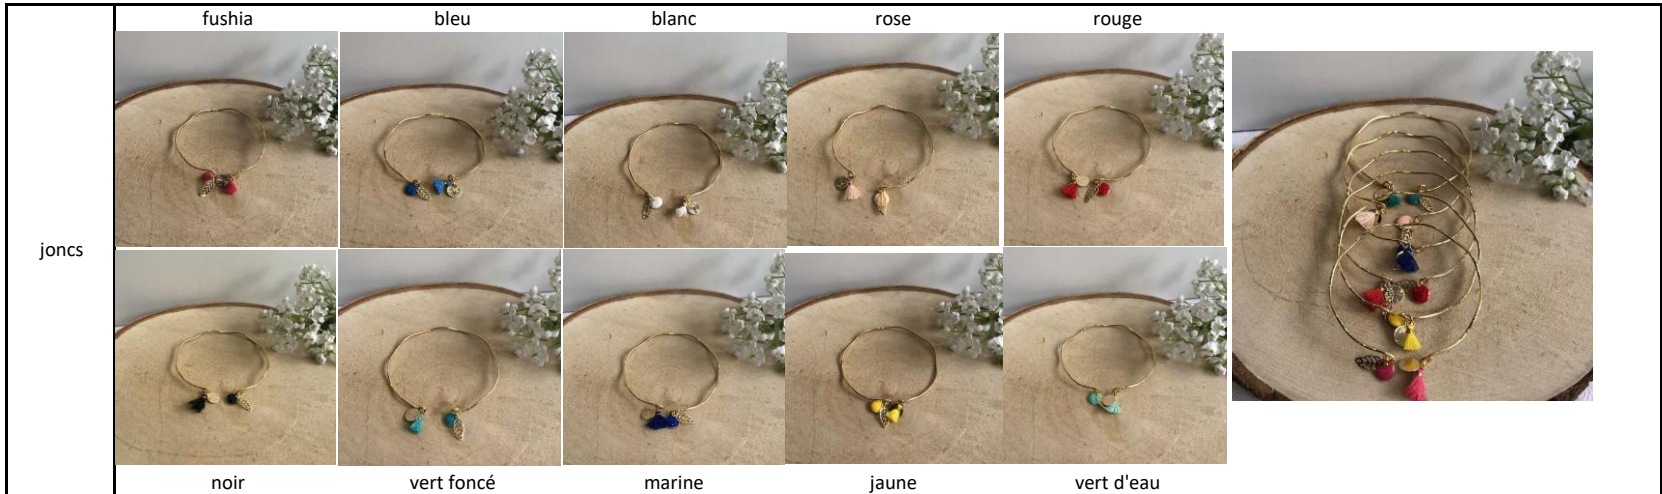 fushia
bleu
blanc
rose
rouge
joncs
noir
vert foncé
marine
jaune
vert d'eau